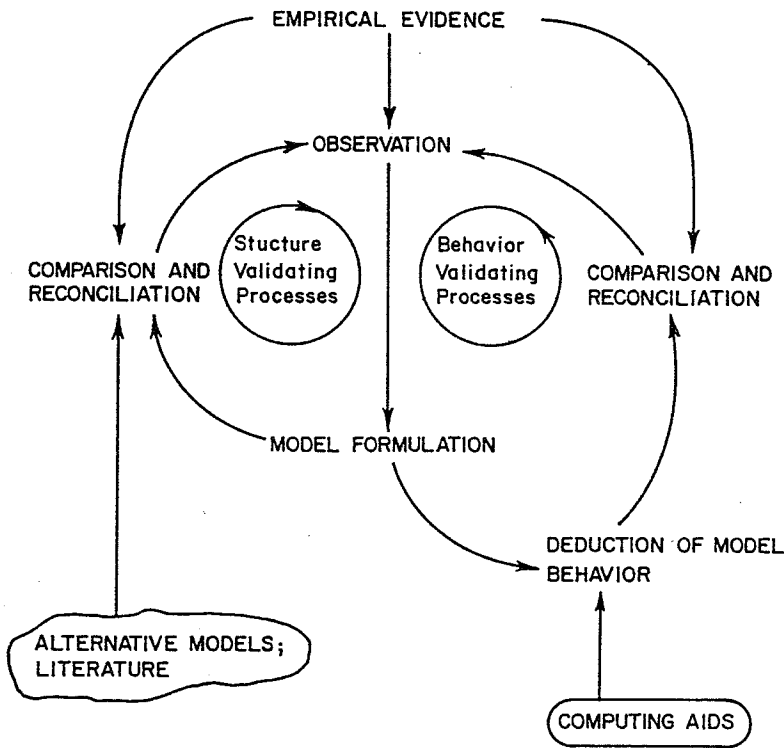 EMPIRICAL EVIDENCE
OBSERVATION
Stucture
Validating
Processes
Behavior
Validating
Processes
COMPARISON AND
RECONCILIATION
COMPARISON AND
RECONCILIATION
MODEL FORMULATION
DEDUCTION OF MODEL
BEHAVIOR
ALTERNATIVE MODELS;
LITERATURE
COMPUTING AIDS